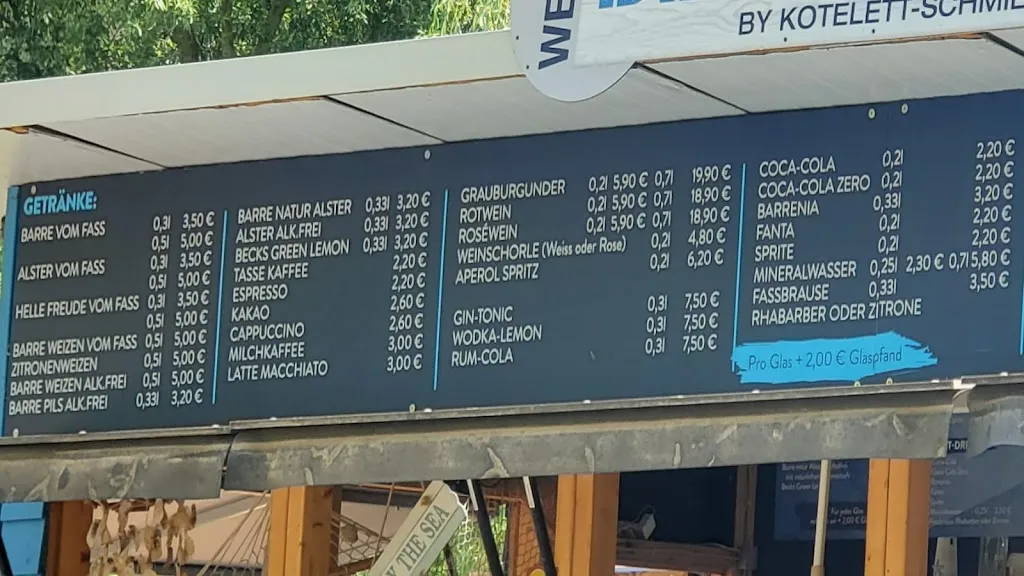 WE
BY KOTELETT-SCHMIE
GETRÄNKE:
BARRE VOM FASS 0,3l 3,50 €
0,5l 5,00 €
ALSTER VOM FASS 0,3l 3,50 €
0,5l 5,00 €
HELLE FREUDE VOM FASS 0,3l 3,50 €
0,5l 5,00 €
BARRE WEIZEN VOM FASS 0,5l 5,00 €
ZITRONENWEIZEN 0,5l 5,00 €
BARRE WEIZEN ALK.FREI 0,5l 5,00 €
BARRE PILS ALK.FREI 0,33l 3,20 €
BARRE NATUR ALSTER 0,33l 3,20 €
ALSTER ALK.FREI 0,33l 3,20 €
BECKS GREEN LEMON 0,33l 3,20 €
TASSE KAFFEE 2,20 €
ESPRESSO 2,20 €
KAKAO 2,60 €
CAPPUCCINO 2,60 €
MILCHKAFFEE 3,00 €
LATTE MACCHIATO 3,00 €
GRAUBURGUNDER 0,2l 5,90 € 0,7l 19,90 €
ROTWEIN 0,2l 5,90 € 0,7l 18,90 €
ROSÉWEIN 0,2l 5,90 € 0,7l 18,90 €
WEINSCHORLE (Weiss oder Rose) 0,2l 4,80 €
APEROL SPRITZ 0,2l 6,20 €
GIN-TONIC 0,3l 7,50 €
WODKA-LEMON 0,3l 7,50 €
RUM-COLA 0,3l 7,50 €
COCA-COLA 0,2l 2,20 €
COCA-COLA ZERO 0,2l 2,20 €
BARRENIA 0,33l 3,20 €
FANTA 0,2l 2,20 €
SPRITE 0,2l 2,20 €
MINERALWASSER 0,25l 2,30 € 0,7l 5,80 €
FASSBRAUSE 0,33l 3,50 €
RHABARBER ODER ZITRONE
Pro Glas + 2,00 € Glaspfand
Y THE SEA